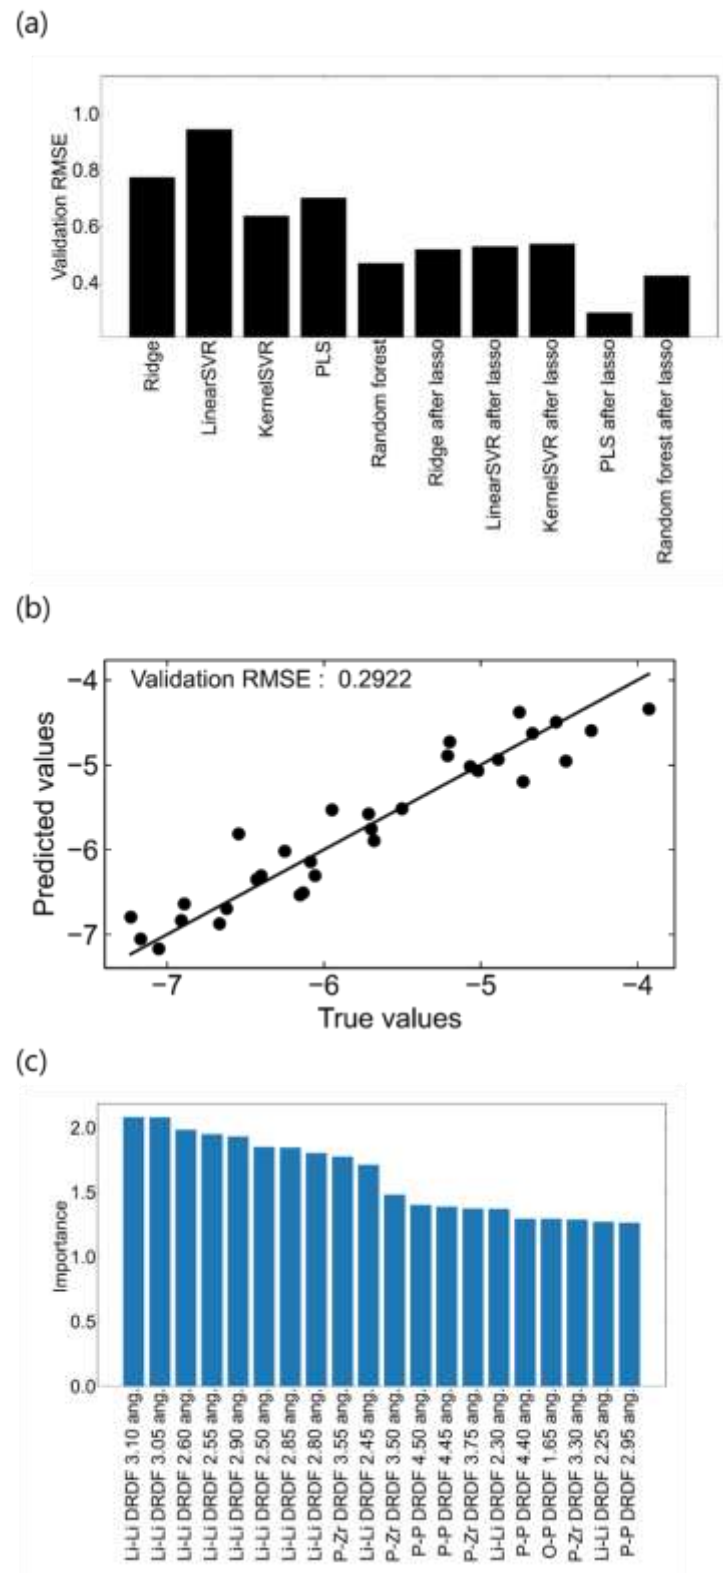 (a)
Validation RMSE
1.0
0.8
0.6
0.4
Ridge
LinearSVR
KernelSVR
PLS
Random forest
Ridge after lasso
LinearSVR after lasso
KernelSVR after lasso
PLS after lasso
Random forest after lasso
(b)
Validation RMSE : 0.2922
Predicted values
−4
−5
−6
−7
−7 −6 −5 −4
True values
(c)
Importance
2.0
1.5
1.0
0.5
0.0
Li-Li DRDF 3.10 ang.
Li-Li DRDF 3.05 ang.
Li-Li DRDF 2.60 ang.
Li-Li DRDF 2.55 ang.
Li-Li DRDF 2.90 ang.
Li-Li DRDF 2.50 ang.
Li-Li DRDF 2.85 ang.
Li-Li DRDF 2.80 ang.
P-Zr DRDF 3.55 ang.
Li-Li DRDF 2.45 ang.
P-Zr DRDF 3.50 ang.
P-P DRDF 4.50 ang.
P-P DRDF 4.45 ang.
P-Zr DRDF 3.75 ang.
Li-Li DRDF 2.30 ang.
P-P DRDF 4.40 ang.
O-P DRDF 1.65 ang.
P-Zr DRDF 3.30 ang.
Li-Li DRDF 2.25 ang.
P-P DRDF 2.95 ang.